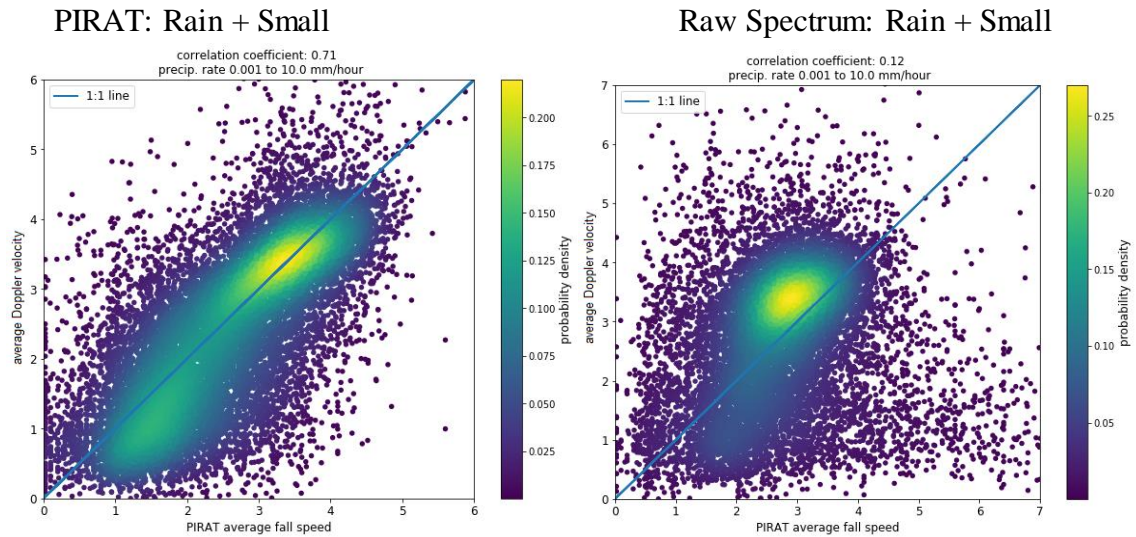 PIRAT: Rain + Small
correlation coefficient: 0.71
precip. rate 0.001 to 10.0 mm/hour
1:1 line
6
5
4
3
2
1
0
average Doppler velocity
0 1 2 3 4 5 6
PIRAT average fall speed
0.200
0.175
0.150
0.125
0.100
0.075
0.050
0.025
probability density
Raw Spectrum: Rain + Small
correlation coefficient: 0.12
precip. rate 0.001 to 10.0 mm/hour
1:1 line
7
6
5
4
3
2
1
0
average Doppler velocity
0 1 2 3 4 5 6 7
PIRAT average fall speed
0.25
0.20
0.15
0.10
0.05
probability density